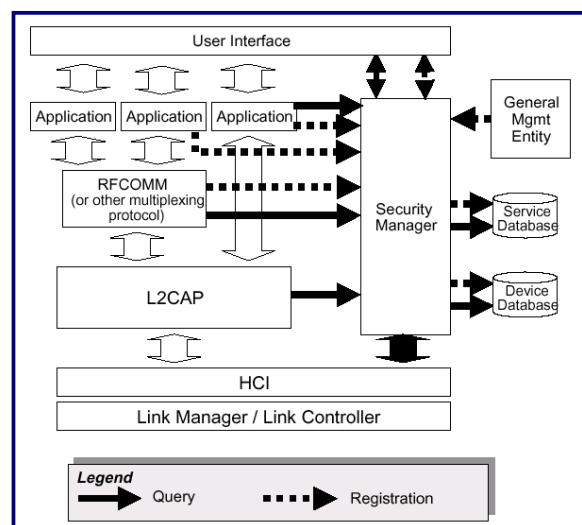 User Interface
Application
Application
Application
General
Mgmt
Entity
RFCOMM
(or other multiplexing
protocol)
Security
Manager
Service
Database
L2CAP
Device
Database
HCI
Link Manager / Link Controller
Legend
Query
Registration